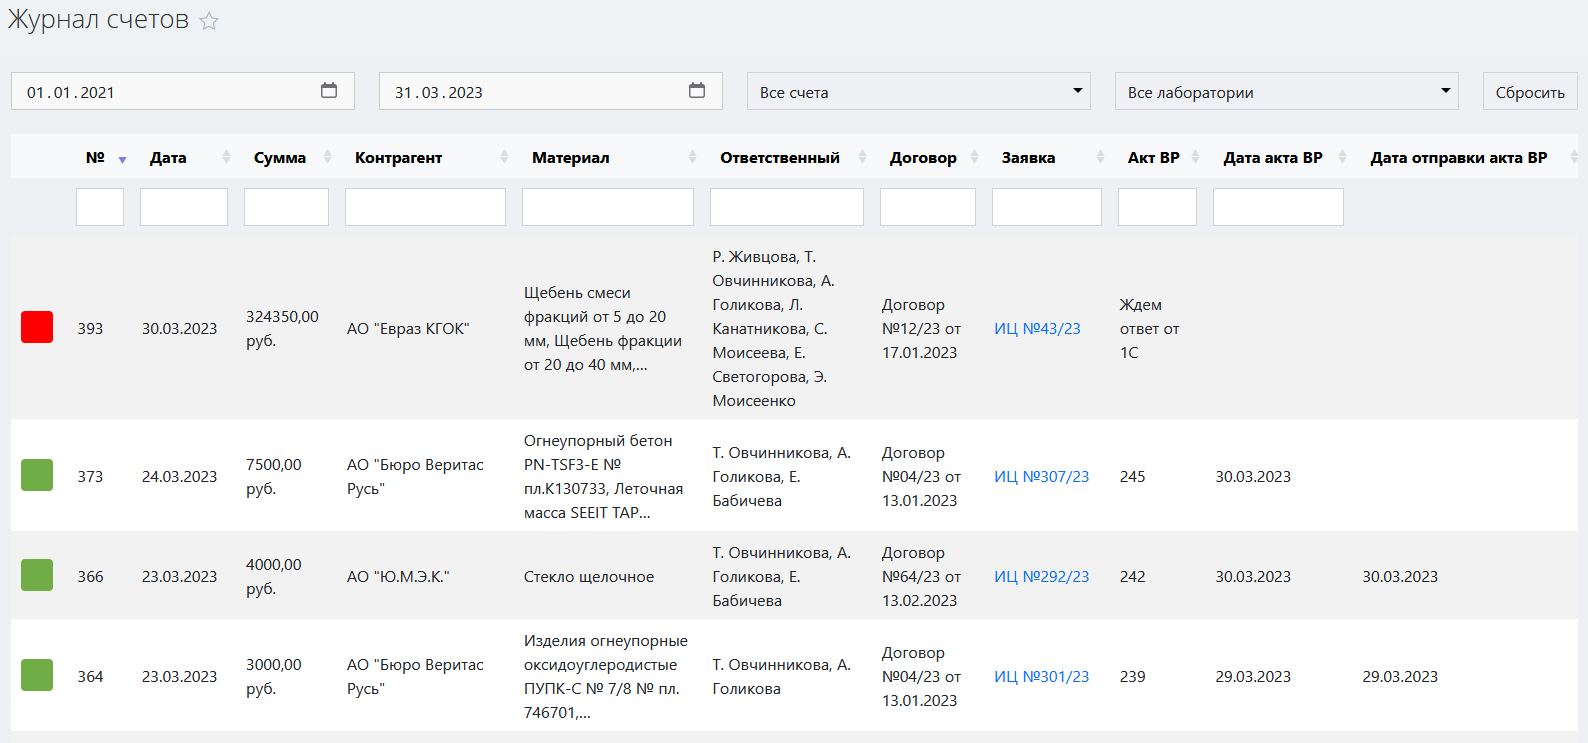 Журнал счетов
01.01.2021
31.03.2023
Все счета
Все лаборатории
Сбросить
№ Дата Сумма Контрагент Материал Ответственный Договор Заявка Акт ВР Дата акта ВР Дата отправки акта ВР
393
30.03.2023
324350,00
руб.
АО "Евраз КГОК"
Щебень смеси
фракций от 5 до 20
мм, Щебень фракции
от 20 до 40 мм,...
Р. Живцова, Т.
Овчинникова, А.
Голикова, Л.
Канатникова, С.
Моисеева, Е.
Светогорова, Э.
Моисеенко
Договор
№12/23 от
17.01.2023
ИЦ №43/23
Ждем
ответ от
1С
373
24.03.2023
7500,00
руб.
АО "Бюро Веритас
Русь"
Огнеупорный бетон
PN-TSF3-E №
пл.К130733, Леточная
масса SEEIT TAP...
Т. Овчинникова, А.
Голикова, Е.
Бабичева
Договор
№04/23 от
13.01.2023
ИЦ №307/23
245
30.03.2023
366
23.03.2023
4000,00
руб.
АО "Ю.М.Э.К."
Стекло щелочное
Т. Овчинникова, А.
Голикова, Е.
Бабичева
Договор
№64/23 от
13.02.2023
ИЦ №292/23
242
30.03.2023
30.03.2023
364
23.03.2023
3000,00
руб.
АО "Бюро Веритас
Русь"
Изделия огнеупорные
оксидоуглеродистые
ПУПК-С № 7/8 № пл.
746701,...
Т. Овчинникова, А.
Голикова
Договор
№04/23 от
13.01.2023
ИЦ №301/23
239
29.03.2023
29.03.2023